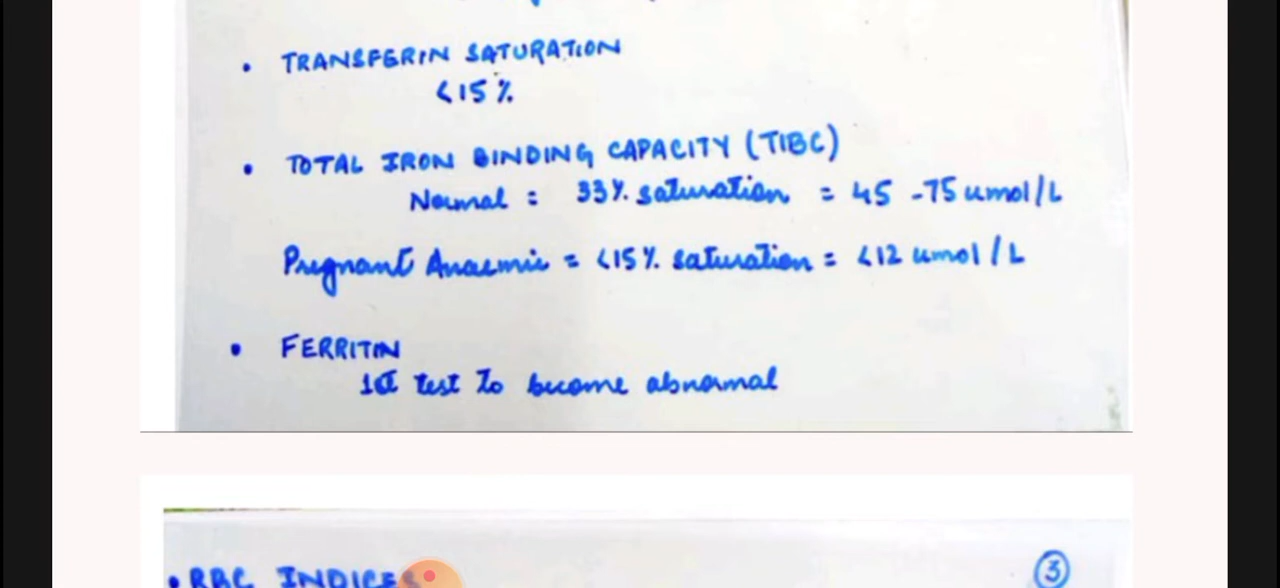 • TRANSFERIN SATURATION
<15%
• TOTAL IRON BINDING CAPACITY (TIBC)
Normal = 33% saturation = 45 -75 umol/L
Pregnant Anaemic = <15% saturation = <12 umol/L
• FERRITIN
1st test to become abnormal
• RBC INDICES
3